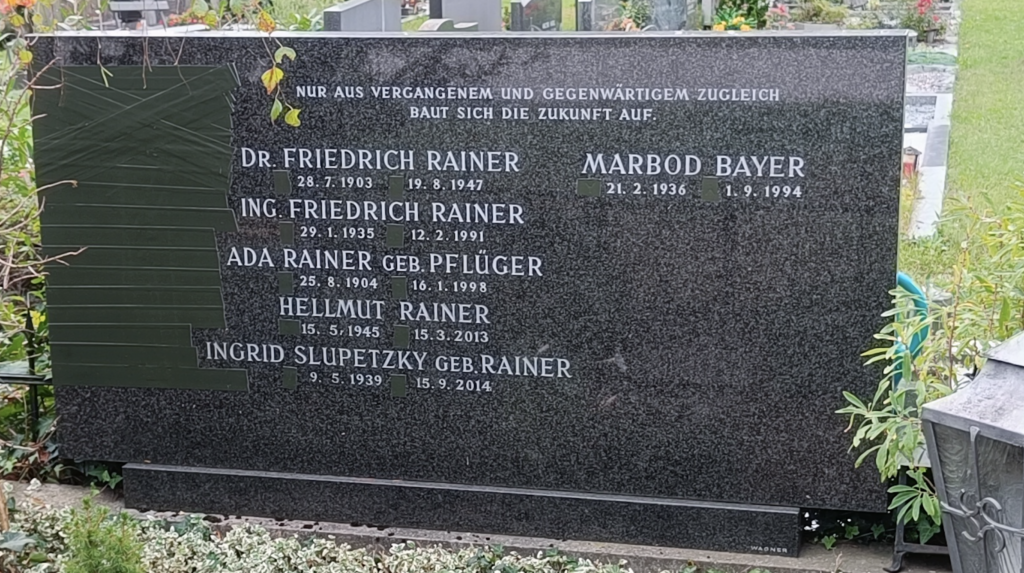 NUR AUS VERGANGENEM UND GEGENWÄRTIGEM ZUGLEICH
BAUT SICH DIE ZUKUNFT AUF.
DR. FRIEDRICH RAINER
28. 7. 1903 19. 8. 1947
ING. FRIEDRICH RAINER
29. 1. 1935 12. 2. 1991
ADA RAINER GEB. PFLÜGER
25. 8. 1904 16. 1. 1998
HELLMUT RAINER
15. 5. 1945 15. 3. 2013
INGRID SLUPETZKY GEB. RAINER
9. 5. 1939 15. 9. 2014
MARBOD BAYER
21. 2. 1936 1. 9. 1994
WAGNER